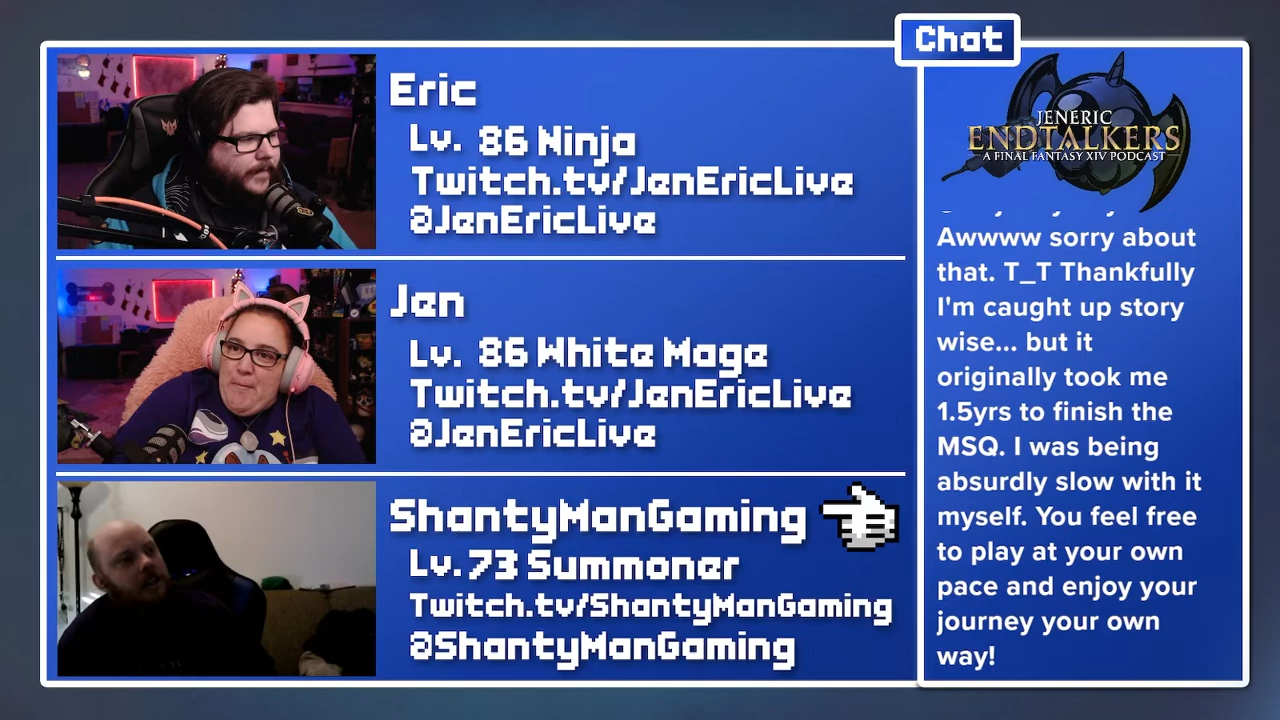 Chat
Eric
Lv. 86 Ninja
Twitch.tv/JenEricLive
@JenEricLive
Jen
Lv. 86 White Mage
Twitch.tv/JenEricLive
@JenEricLive
ShantyManGaming
Lv. 73 Summoner
Twitch.tv/ShantyManGaming
@ShantyManGaming
JENERIC
ENDTALKERS
A FINAL FANTASY XIV PODCAST
Awwww sorry about
that. T_T Thankfully
I'm caught up story
wise... but it
originally took me
1.5yrs to finish the
MSQ. I was being
absurdly slow with it
myself. You feel free
to play at your own
pace and enjoy your
journey your own
way!